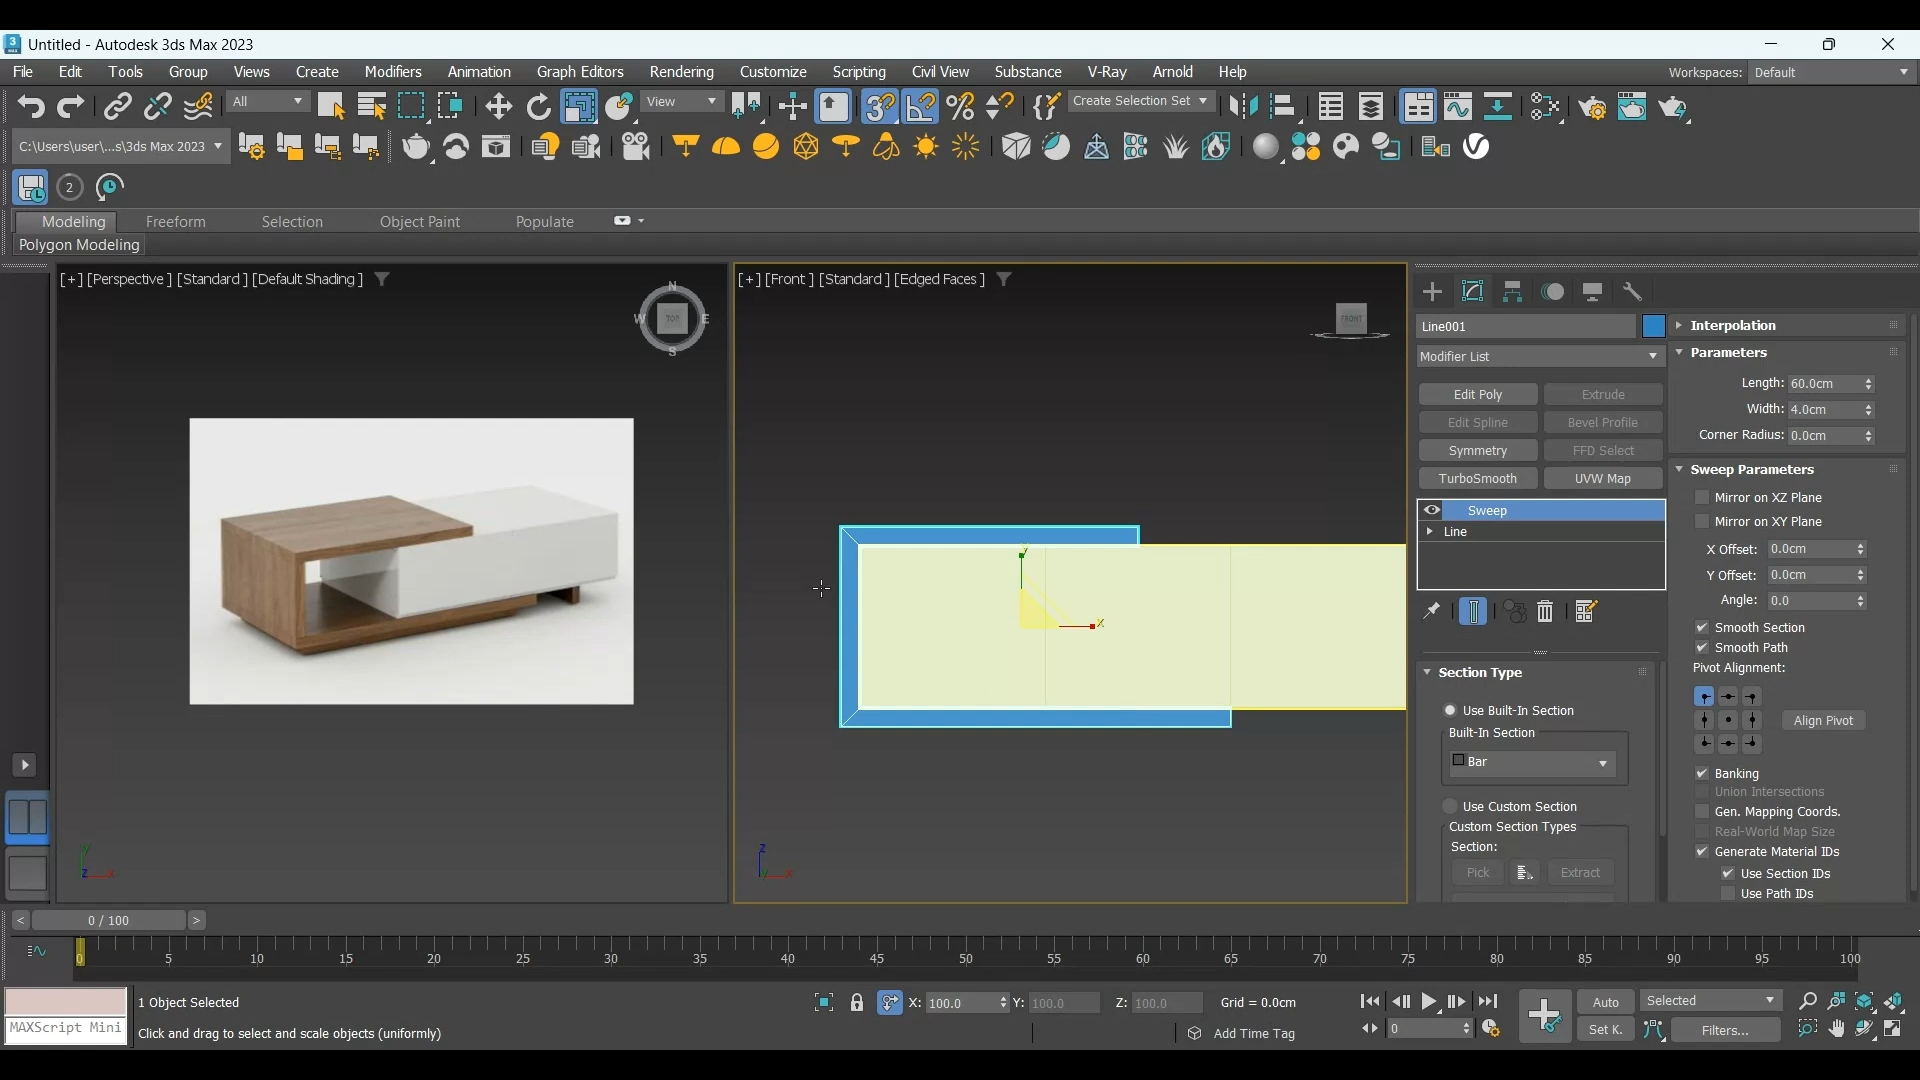 Untitled - Autodesk 3ds Max 2023
File Edit Tools Group Views Create Modifiers Animation Graph Editors Rendering Customize Scripting Civil View Substance V-Ray Arnold Help Workspaces: Default
All View Create Selection Set
C:\Users\user\...s\3ds Max 2023
2
Modeling Freeform Selection Object Paint Populate
Polygon Modeling
[+] [Perspective ] [Standard ] [Default Shading ]
N
W TOP E
S
y
z x
[+] [Front ] [Standard ] [Edged Faces ]
FRONT
y
x
z
y x
Line001
Modifier List
Edit Poly Extrude
Edit Spline Bevel Profile
Symmetry FFD Select
TurboSmooth UVW Map
Sweep
Line
Section Type
Use Built-In Section
Built-In Section
Bar
Use Custom Section
Custom Section Types
Section:
Pick Extract
Interpolation
Parameters
Length: 60.0cm
Width: 4.0cm
Corner Radius: 0.0cm
Sweep Parameters
Mirror on XZ Plane
Mirror on XY Plane
X Offset: 0.0cm
Y Offset: 0.0cm
Angle: 0.0
Smooth Section
Smooth Path
Pivot Alignment:
Align Pivot
Banking
Union Intersections
Gen. Mapping Coords.
Real-World Map Size
Generate Material IDs
Use Section IDs
Use Path IDs
< 0 / 100 >
0 5 10 15 20 25 30 35 40 45 50 55 60 65 70 75 80 85 90 95 100
1 Object Selected X: 100.0 Y: 100.0 Z: 100.0 Grid = 0.0cm Auto Selected
MAXScript Mini Click and drag to select and scale objects (uniformly) Add Time Tag 0 Set K. Filters...